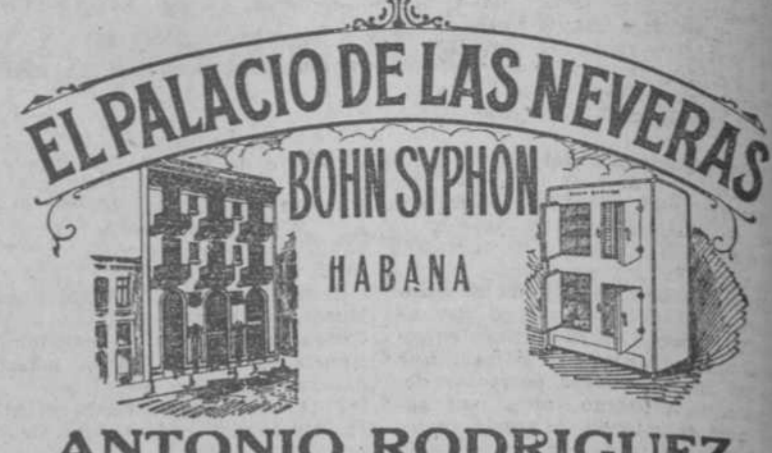 EL PALACIO DE LAS NEVERAS
BOHN SYPHON
HABANA
ANTONIO RODRIGUEZ